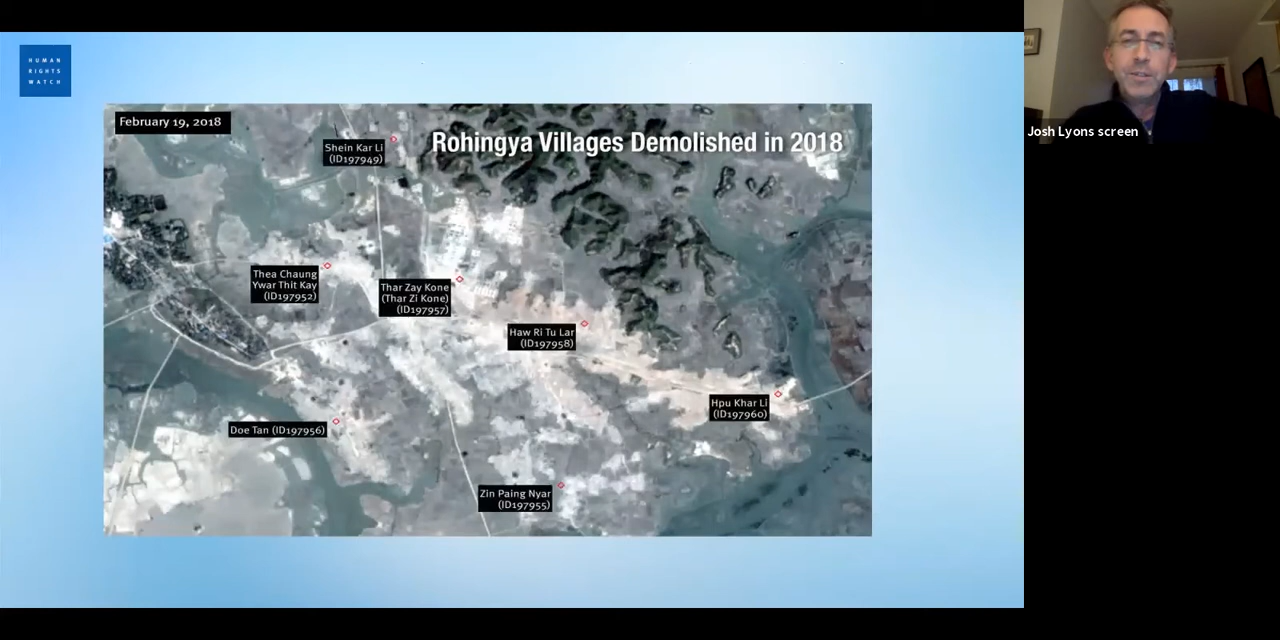 HUMAN
RIGHTS
WATCH
February 19, 2018
Rohingya Villages Demolished in 2018
Shein Kar Li
(ID197949)
Thea Chaung
Ywar Thit Kay
(ID197952)
Thar Zay Kone
(Thar Zi Kone)
(ID197957)
Haw Ri Tu Lar
(ID197958)
Hpu Khar Li
(ID197960)
Doe Tan (ID197956)
Zin Paing Nyar
(ID197955)
Josh Lyons screen